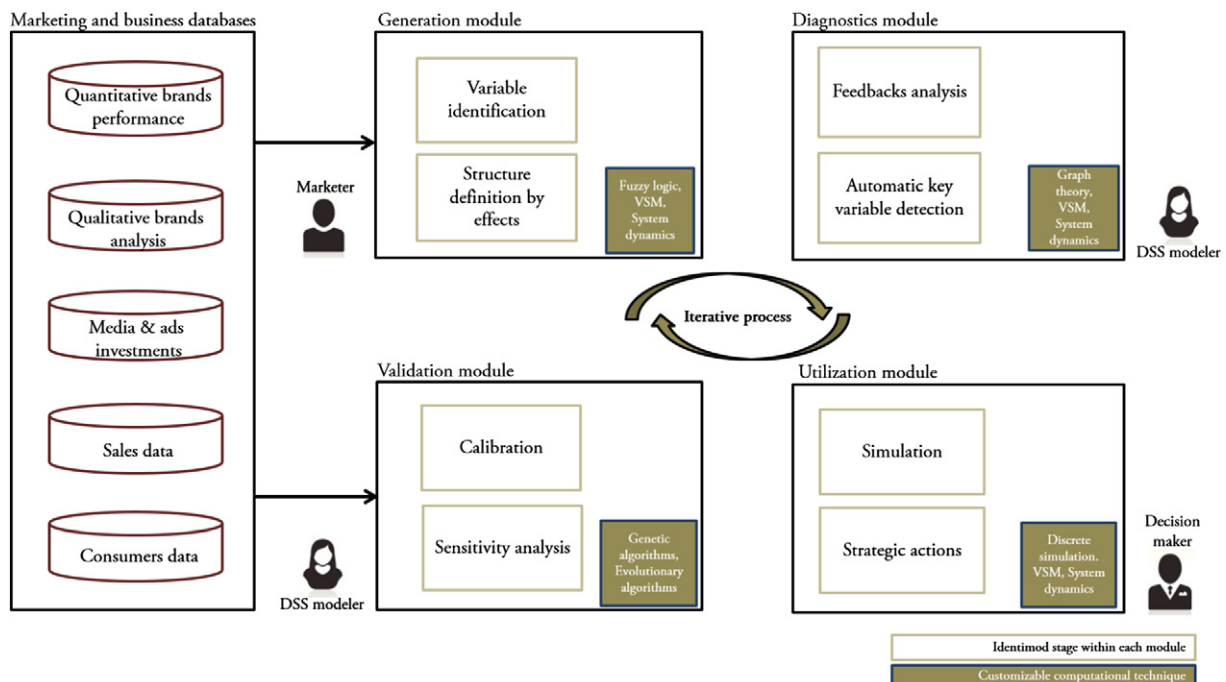 Marketing and business databases
Quantitative brands
performance
Qualitative brands
analysis
Media & ads
investments
Sales data
Consumers data
Generation module
Variable
identification
Structure
definition by
effects
Fuzzy logic,
VSM,
System
dynamics
Marketer
Diagnostics module
Feedbacks analysis
Automatic key
variable detection
Graph
theory,
VSM,
System
dynamics
DSS modeler
Iterative process
Validation module
Calibration
Sensitivity analysis
Genetic
algorithms,
Evolutionary
algorithms
DSS modeler
Utilization module
Simulation
Strategic actions
Discrete
simulation.
VSM, System
dynamics
Decision
maker
Identimod stage within each module
Customizable computational technique